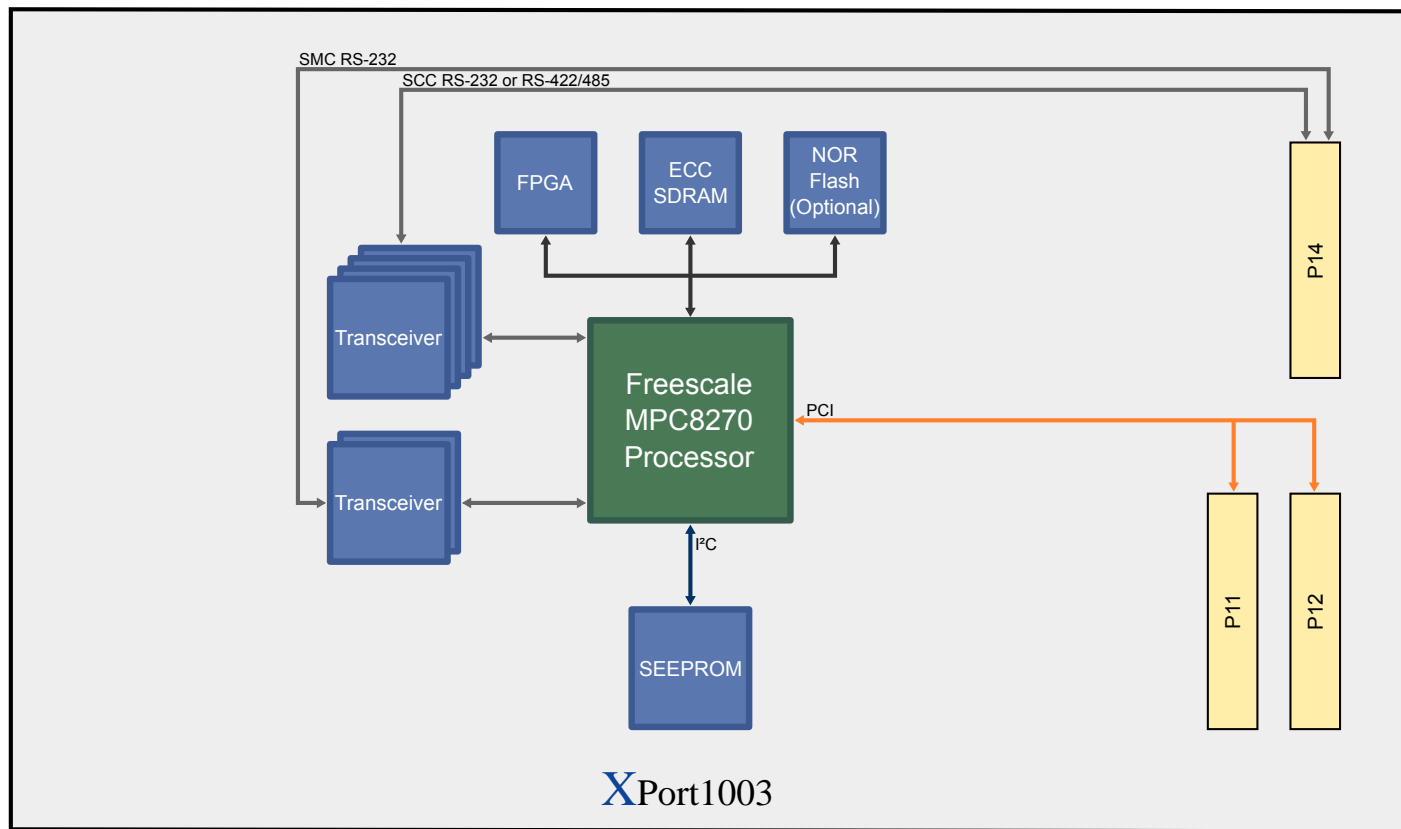 SMC RS-232
SCC RS-232 or RS-422/485
FPGA
ECC
SDRAM
NOR
Flash
(Optional)
P14
Transceiver
Freescale
MPC8270
Processor
PCI
Transceiver
I²C
P11
P12
SEEPROM
XPort1003